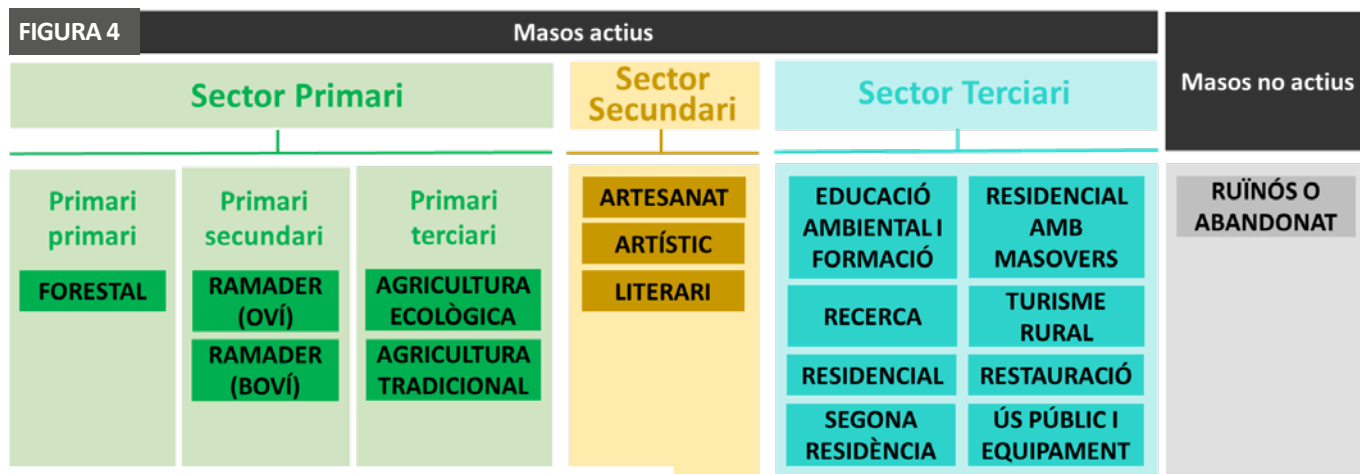 FIGURA 4
Masos actius
Masos no actius
Sector Primari
Sector
Secundari
Sector Terciari
Primari
primari
FORESTAL
Primari
secundari
RAMADER
(OVÍ)
RAMADER
(BOVÍ)
Primari
terciari
AGRICULTURA
ECOLÒGICA
AGRICULTURA
TRADICIONAL
ARTESANAT
ARTÍSTIC
LITERARI
EDUCACIÓ
AMBIENTAL I
FORMACIÓ
RECERCA
RESIDENCIAL
SEGONA
RESIDÈNCIA
RESIDENCIAL
AMB
MASOVERS
TURISME
RURAL
RESTAURACIÓ
ÚS PÚBLIC I
EQUIPAMENT
RUÏNÓS O
ABANDONAT